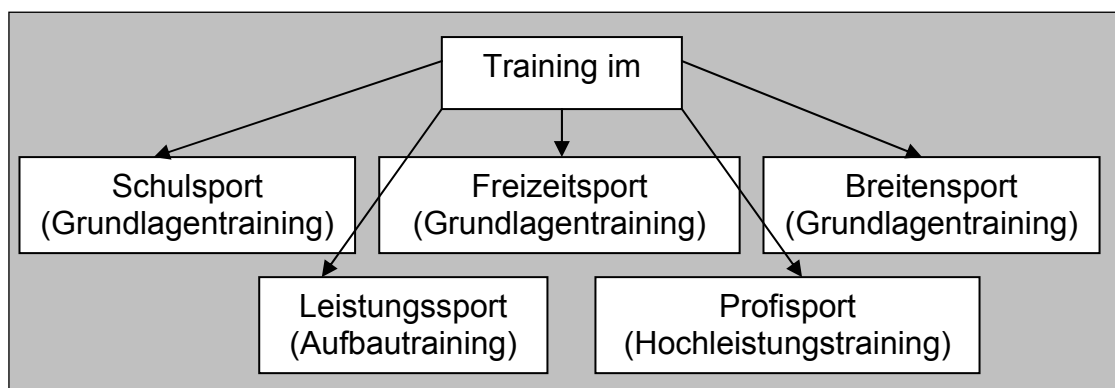 Training im
Schulsport
(Grundlagentraining)
Freizeitsport
(Grundlagentraining)
Breitensport
(Grundlagentraining)
Leistungssport
(Aufbautraining)
Profisport
(Hochleistungstraining)